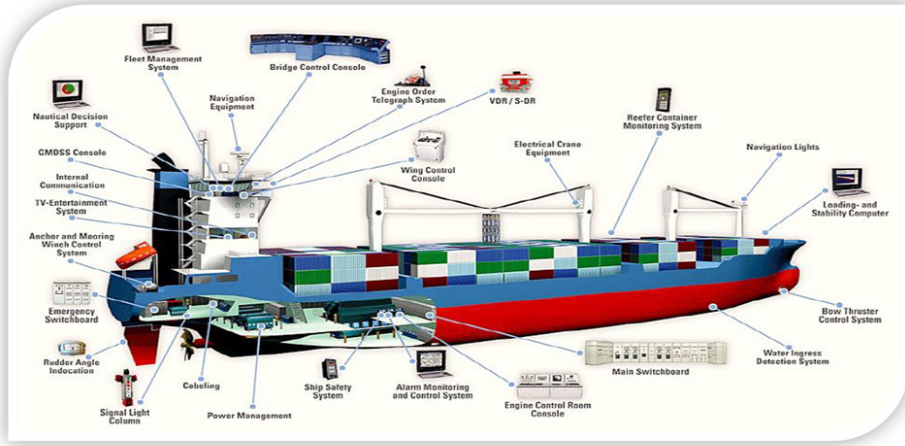 Fleet Management
System
Bridge Control Console
Engine Order
Telegraph System
VDR / S-DR
Reefer Container
Monitoring System
Navigation
Equipment
Nautical Decision
Support
GMDSS Console
Internal
Communication
TV-Entertainment
System
Anchor and Mooring
Winch Control
System
Wing Control
Console
Electrical Crane
Equipment
Navigation Lights
Loading- and
Stability Computer
Emergency
Switchboard
Rudder Angle
Indocation
Signal Light
Column
Cabeling
Power Management
Ship Safety
System
Alarm Monitoring
and Control System
Engine Control Room
Console
Main Switchboard
Water Ingress
Detection System
Bow Thruster
Control System